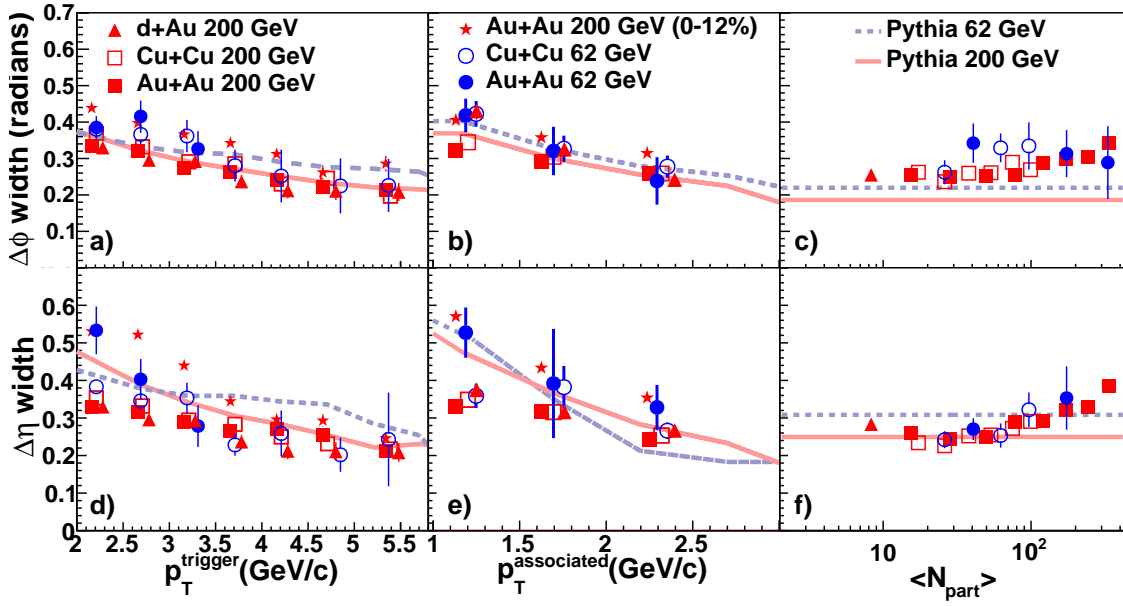 0.7
0.6
0.5
0.4
0.3
0.2
0.1
Δϕ width (radians)
d+Au 200 GeV
Cu+Cu 200 GeV
Au+Au 200 GeV
a)
Au+Au 200 GeV (0-12%)
Cu+Cu 62 GeV
Au+Au 62 GeV
b)
Pythia 62 GeV
Pythia 200 GeV
c)
0.6
0.5
0.4
0.3
0.2
0.1
0
Δη width
d)
e)
f)
2 2.5 3 3.5 4 4.5 5 5.5
1 1.5 2 2.5
10 10²
p_T^trigger (GeV/c)
p_T^associated (GeV/c)
<N_part>